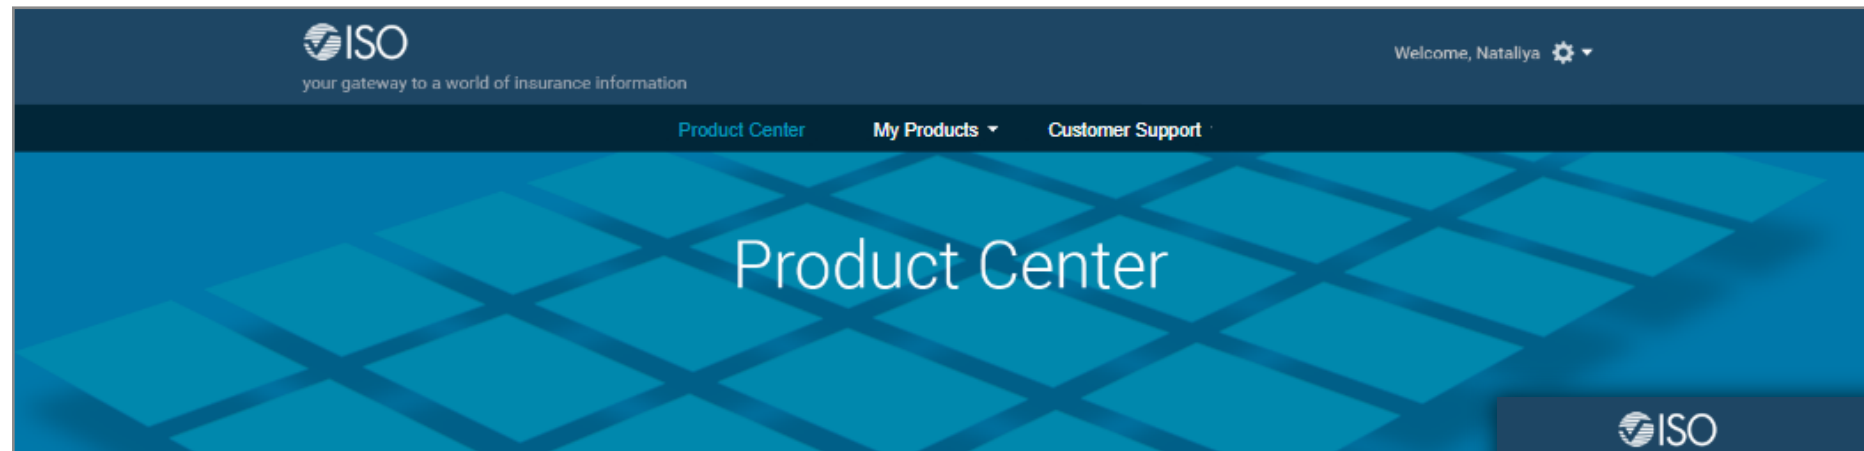 ISO
your gateway to a world of insurance information
Welcome, Nataliya
Product Center My Products Customer Support
Product Center
ISO